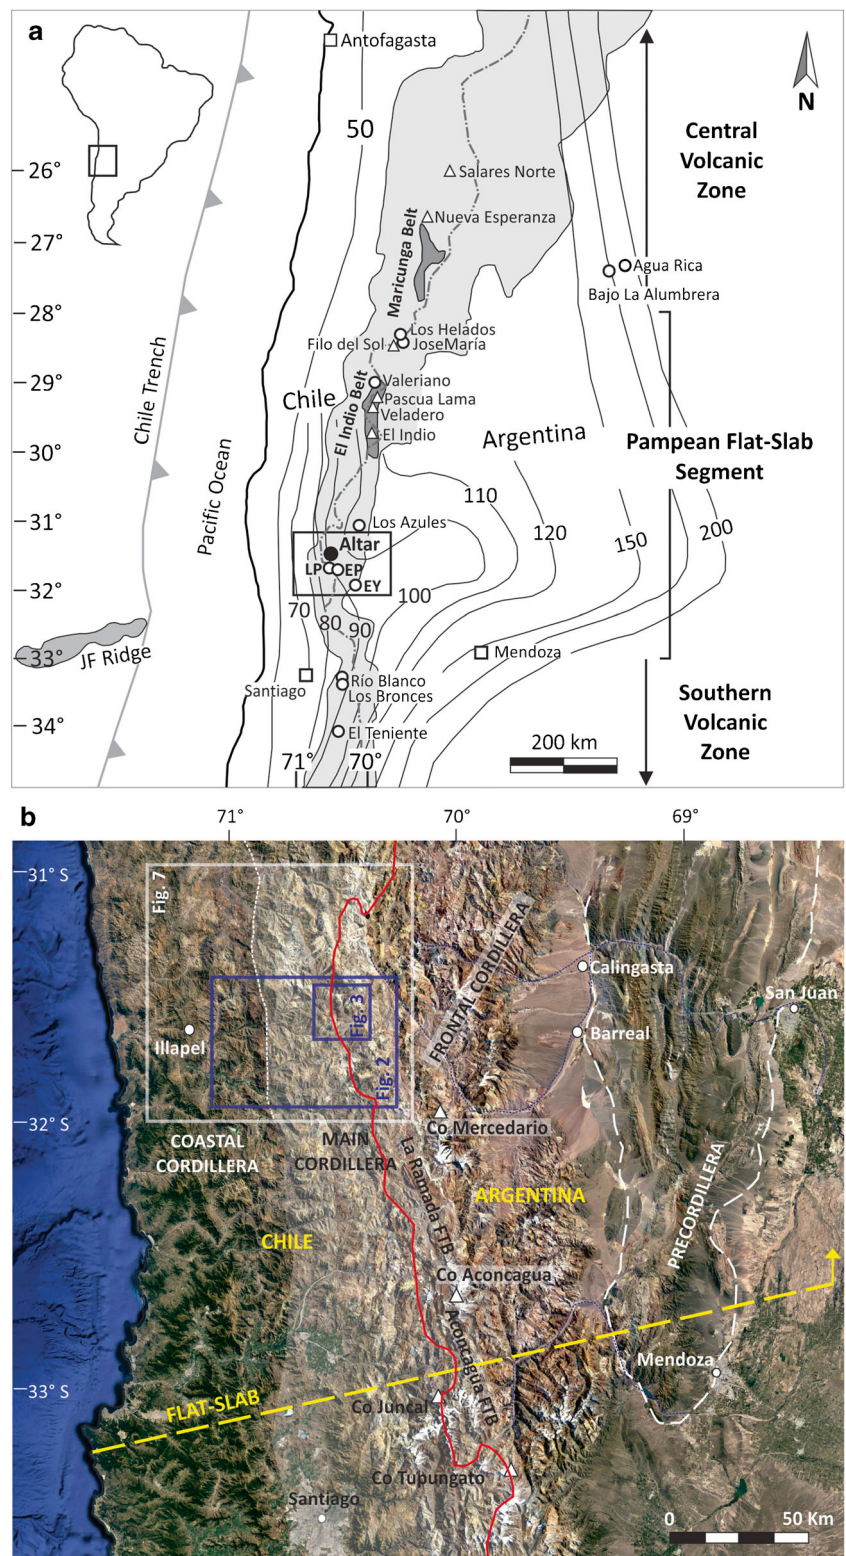 a
Antofagasta
N
50
Central
Volcanic
Zone
26°
Salares Norte
Nueva Esperanza
27°
Maricunga Belt
Agua Rica
Bajo La Alumbrera
28°
Los Helados
Filo del Sol
JoseMaría
Chile Trench
29°
Valeriano
Chile
Pascua Lama
Veladero
El Indio Belt
El Indio
Argentina
Pampean Flat-Slab
Segment
30°
Pacific Ocean
110
31°
Los Azules
120
150
200
Altar
LP
EP
EY
32°
70
80
90
100
JF Ridge
33°
Mendoza
Santiago
Río Blanco
Los Bronces
Southern
Volcanic
Zone
34°
El Teniente
200 km
71°
70°
b
71°
70°
69°
31° S
Fig. 7
FRONTAL CORDILLERA
Calingasta
San Juan
Fig. 3
Illapel
Barreal
Fig. 2
32° S
Co Mercedario
COASTAL
CORDILLERA
MAIN
CORDILLERA
La Ramada FTB
ARGENTINA
PRECORDILLERA
CHILE
Co Aconcagua
Aconcagua FTB
Mendoza
33° S
FLAT-SLAB
Co Juncal
Co Tupungato
Santiago
0
50 Km